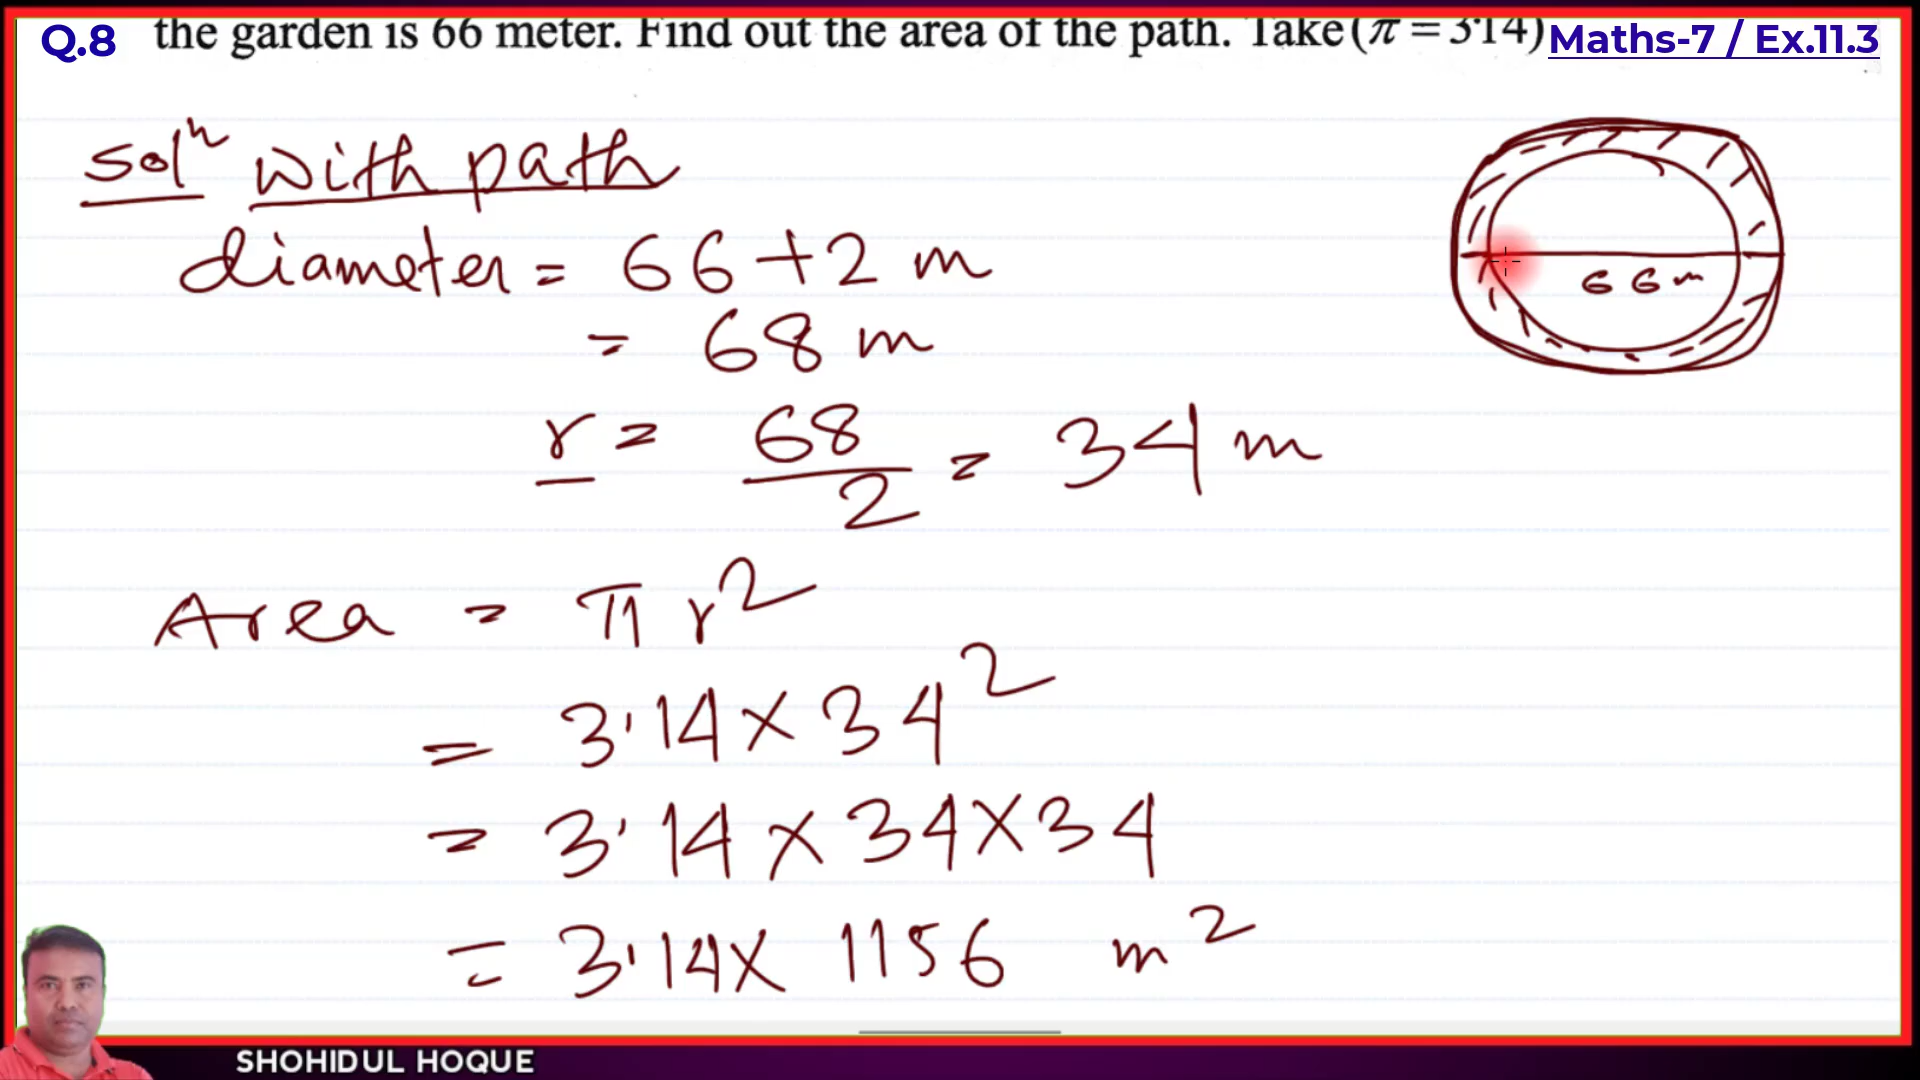 Q.8 the garden is 66 meter. Find out the area of the path. Take (π = 3·14) Maths-7 / Ex.11.3
Solⁿ with path
diameter = 66 + 2 m
= 68 m
66 m
r = 68/2 = 34 m
Area = π r²
= 3·14 × 34²
= 3·14 × 34 × 34
= 3·14 × 1156 m²
SHOHIDUL HOQUE